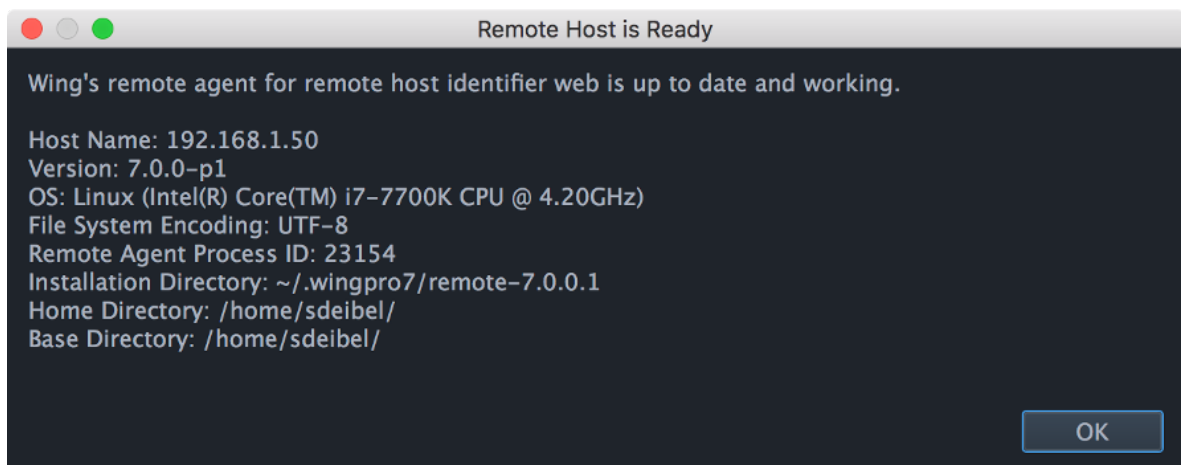 Remote Host is Ready
Wing's remote agent for remote host identifier web is up to date and working.
Host Name: 192.168.1.50
Version: 7.0.0-p1
OS: Linux (Intel(R) Core(TM) i7-7700K CPU @ 4.20GHz)
File System Encoding: UTF-8
Remote Agent Process ID: 23154
Installation Directory: ~/.wingpro7/remote-7.0.0.1
Home Directory: /home/sdeibel/
Base Directory: /home/sdeibel/
OK